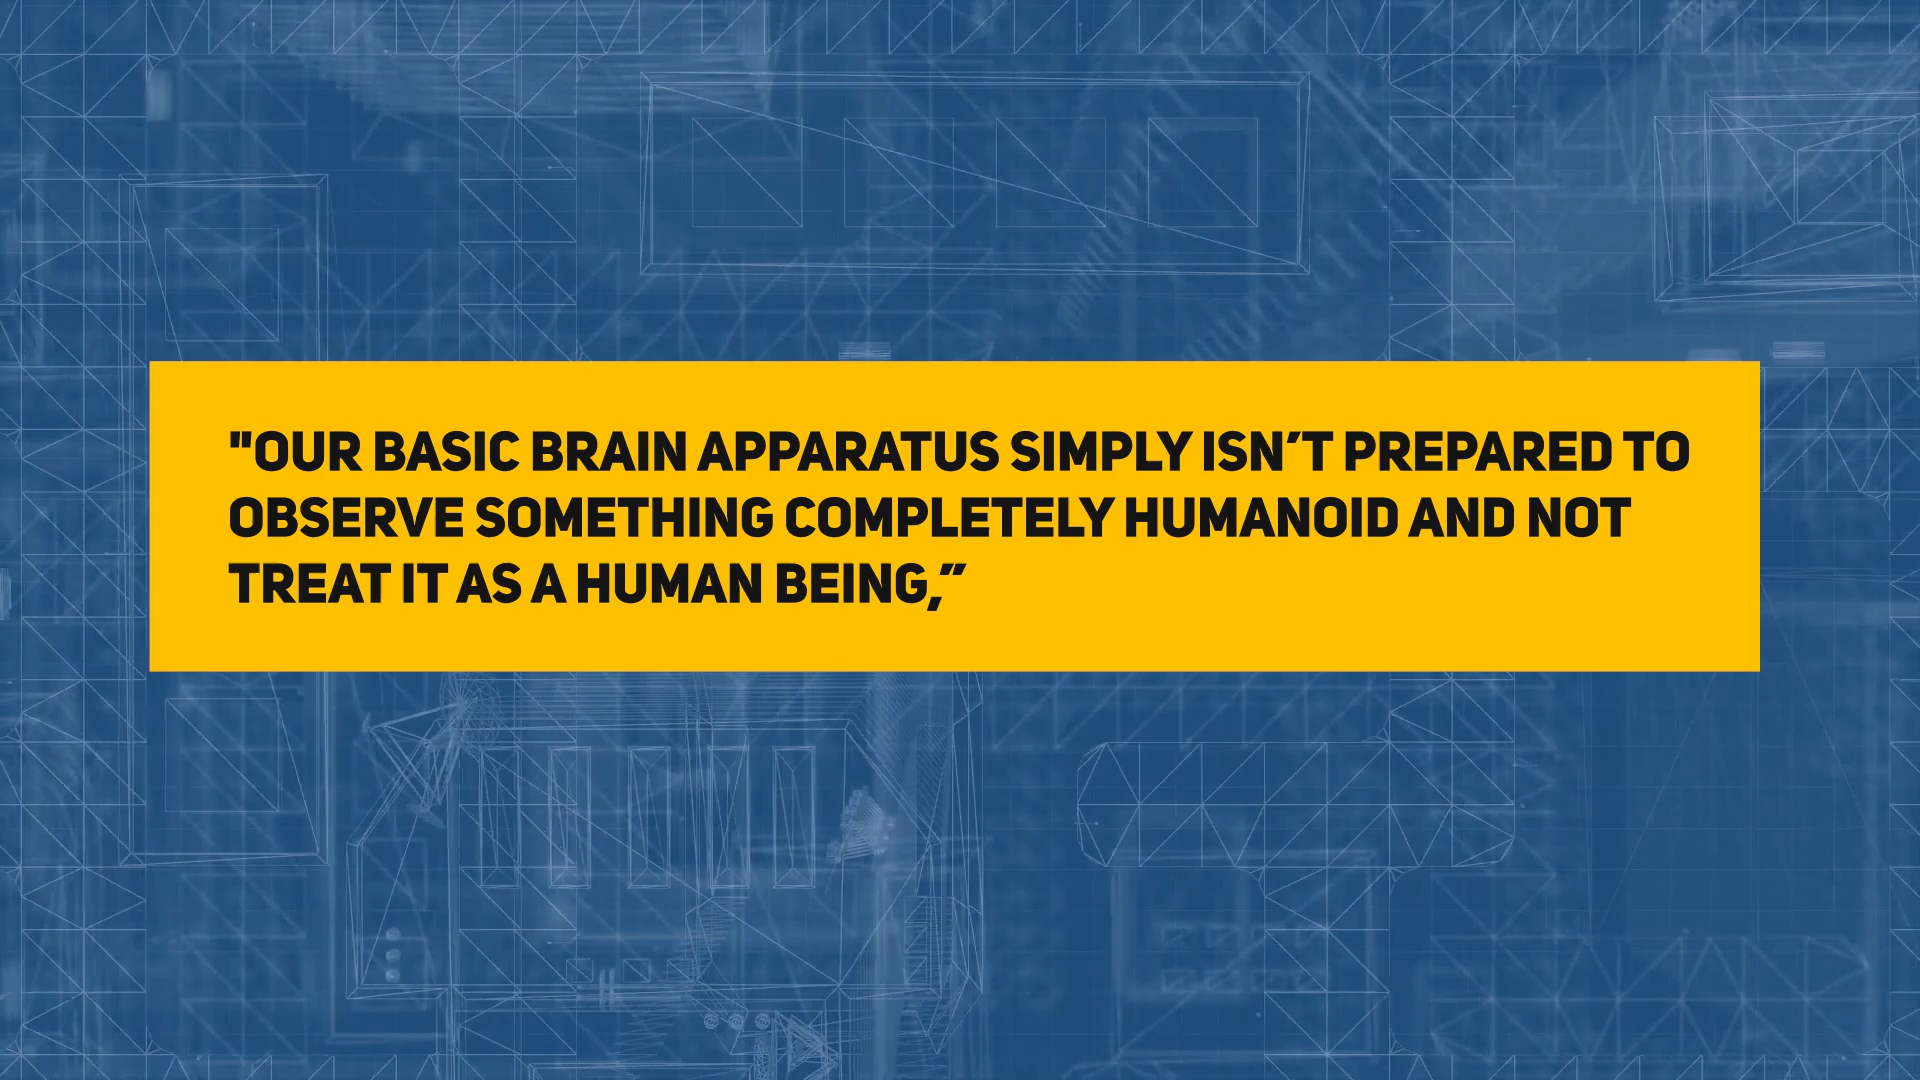 "OUR BASIC BRAIN APPARATUS SIMPLY ISN’T PREPARED TO
OBSERVE SOMETHING COMPLETELY HUMANOID AND NOT
TREAT IT AS A HUMAN BEING,”